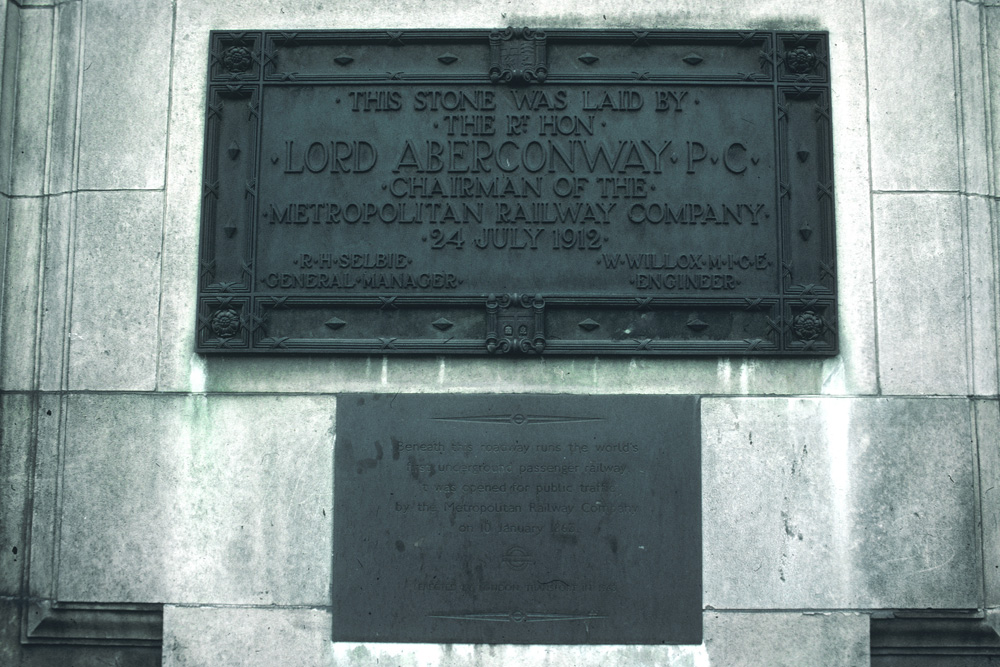 ·THIS STONE WAS LAID BY·
·THE RT HON·
·LORD ABERCONWAY·P·C·
·CHAIRMAN OF THE·
·METROPOLITAN RAILWAY COMPANY·
·24 JULY 1912·
·R·H·SELBIE·
·GENERAL·MANAGER·
·W·WILLOX·M·I·C·E·
·ENGINEER·
Beneath this roadway runs the world's
first underground passenger railway
It was opened for public traffic
by the Metropolitan Railway Company
on 10 January